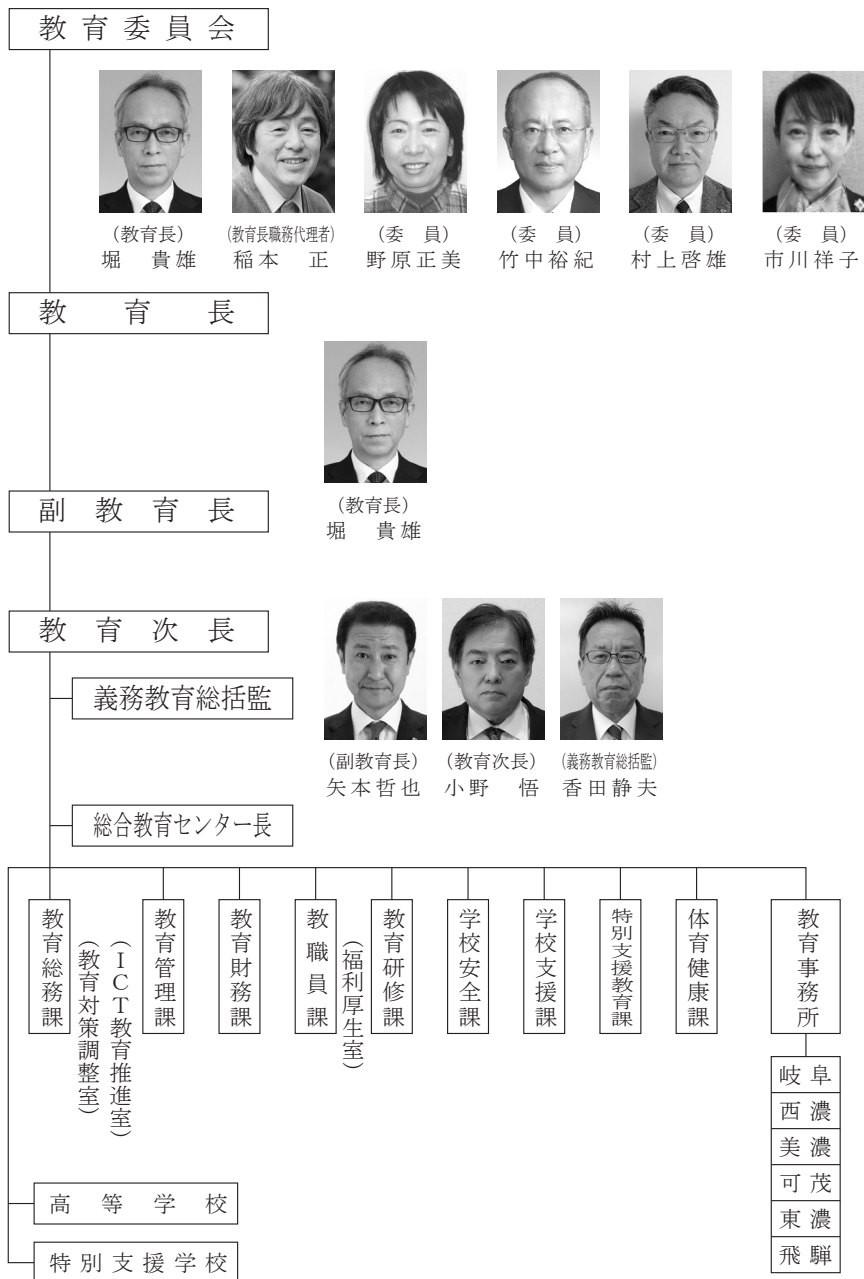 教育委員会
(教育長)
堀 貴雄
(教育長職務代理者)
稲本 正
(委 員)
野原正美
(委 員)
竹中裕紀
(委 員)
村上啓雄
(委 員)
市川祥子
教育長
(教育長)
堀 貴雄
副教育長
教育次長
(副教育長)
矢本哲也
(教育次長)
小野 悟
(義務教育総括監)
香田静夫
義務教育総括監
総合教育センター長
教育総務課
(教育対策調整室)
(ICT教育推進室)
教育管理課
教育財務課
教職員課
(福利厚生室)
教育研修課
学校安全課
学校支援課
特別支援教育課
体育健康課
教育事務所
岐阜
西濃
美濃
可茂
東濃
飛騨
高等学校
特別支援学校